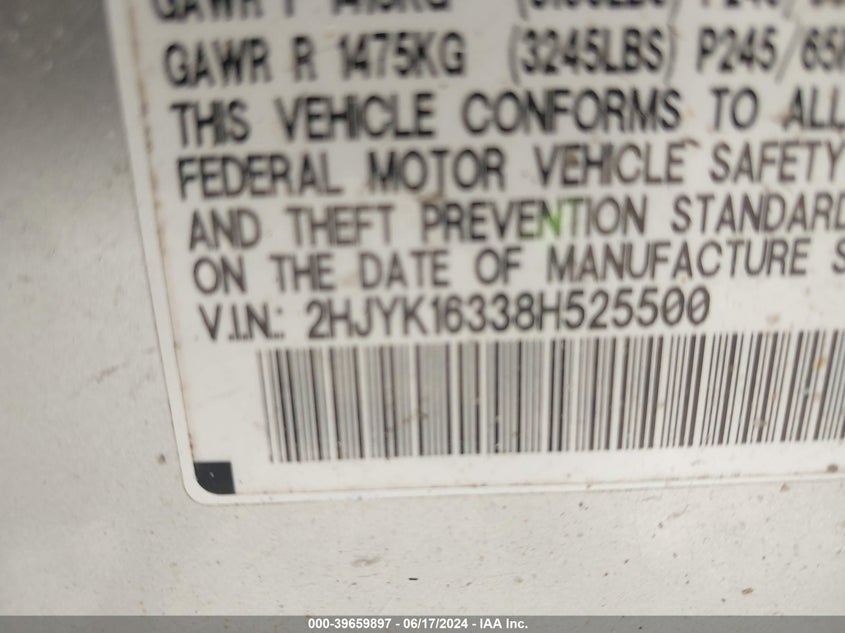 GAWR R 1475KG (3245LBS) P245/65
THIS VEHICLE CONFORMS TO ALL
FEDERAL MOTOR VEHICLE SAFETY
AND THEFT PREVENTION STANDARD
ON THE DATE OF MANUFACTURE S
V.I.N.: 2HJYK16338H525500
000-39659897 - 06/17/2024 - IAA Inc.